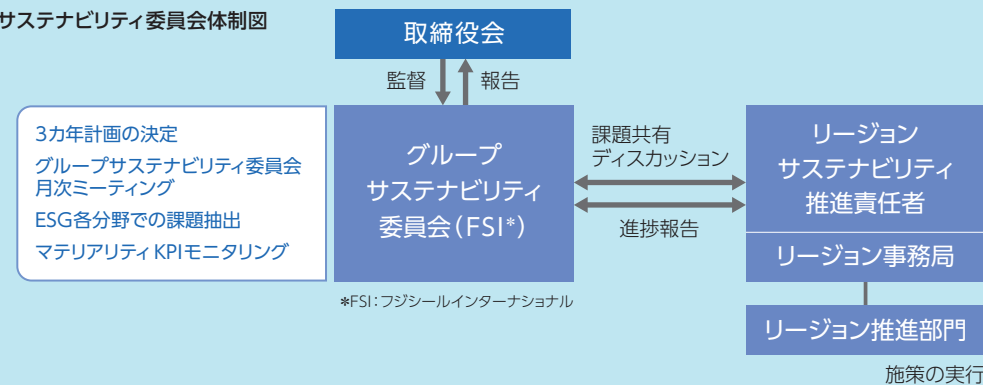 サステナビリティ委員会体制図
取締役会
監督
報告
3カ年計画の決定
グループサステナビリティ委員会
月次ミーティング
ESG各分野での課題抽出
マテリアリティKPIモニタリング
グループ
サステナビリティ
委員会(FSI*)
*FSI:フジシールインターナショナル
課題共有
ディスカッション
進捗報告
リージョン
サステナビリティ
推進責任者
リージョン事務局
リージョン推進部門
施策の実行